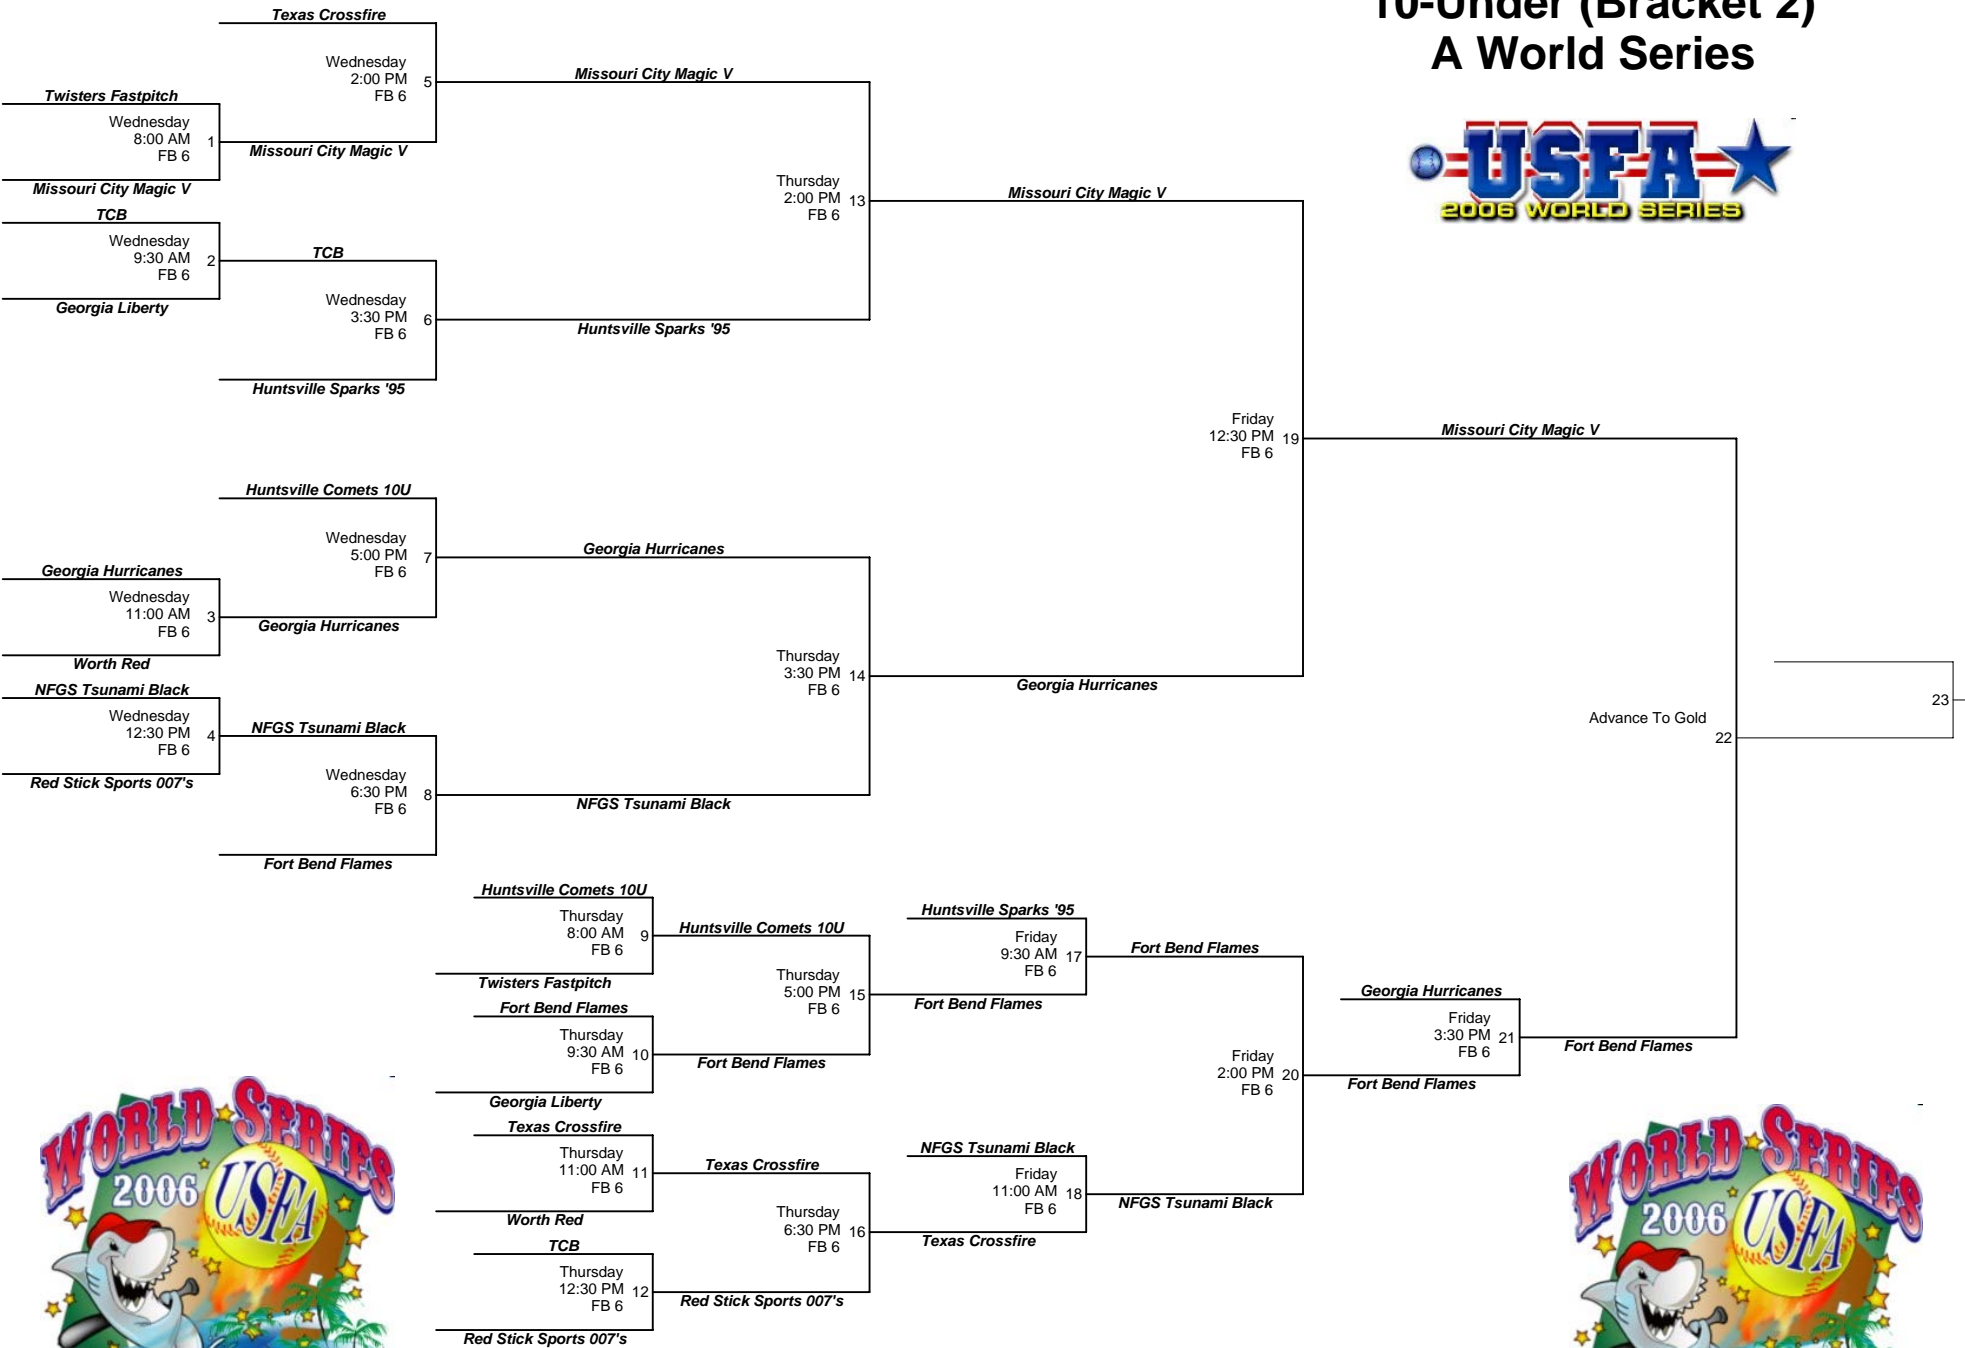 10-Under (Bracket 2)
A World Series
USFA
2006 WORLD SERIES
Texas Crossfire
Wednesday
2:00 PM 5
FB 6
Missouri City Magic V
Twisters Fastpitch
Wednesday
8:00 AM 1
FB 6
Missouri City Magic V
Missouri City Magic V
TCB
Wednesday
9:30 AM 2
FB 6
TCB
Georgia Liberty
Wednesday
3:30 PM 6
FB 6
Huntsville Sparks '95
Huntsville Sparks '95
Thursday
2:00 PM 13
FB 6
Missouri City Magic V
Huntsville Comets 10U
Wednesday
5:00 PM 7
FB 6
Georgia Hurricanes
Georgia Hurricanes
Wednesday
11:00 AM 3
FB 6
Georgia Hurricanes
Worth Red
NFGS Tsunami Black
Wednesday
12:30 PM 4
FB 6
NFGS Tsunami Black
Red Stick Sports 007's
Wednesday
6:30 PM 8
FB 6
NFGS Tsunami Black
Fort Bend Flames
Thursday
3:30 PM 14
FB 6
Georgia Hurricanes
Friday
12:30 PM 19
FB 6
Missouri City Magic V
Advance To Gold
22
23
Huntsville Comets 10U
Thursday
8:00 AM 9
FB 6
Huntsville Comets 10U
Twisters Fastpitch
Fort Bend Flames
Thursday
9:30 AM 10
FB 6
Fort Bend Flames
Georgia Liberty
Thursday
5:00 PM 15
FB 6
Huntsville Sparks '95
Friday
9:30 AM 17
FB 6
Fort Bend Flames
Fort Bend Flames
Texas Crossfire
Thursday
11:00 AM 11
FB 6
Texas Crossfire
Worth Red
TCB
Thursday
12:30 PM 12
FB 6
Red Stick Sports 007's
Red Stick Sports 007's
Thursday
6:30 PM 16
FB 6
NFGS Tsunami Black
Friday
11:00 AM 18
FB 6
NFGS Tsunami Black
Texas Crossfire
Friday
2:00 PM 20
FB 6
Georgia Hurricanes
Friday
3:30 PM 21
FB 6
Fort Bend Flames
Fort Bend Flames
WORLD SERIES
2006
USFA
WORLD SERIES
2006
USFA